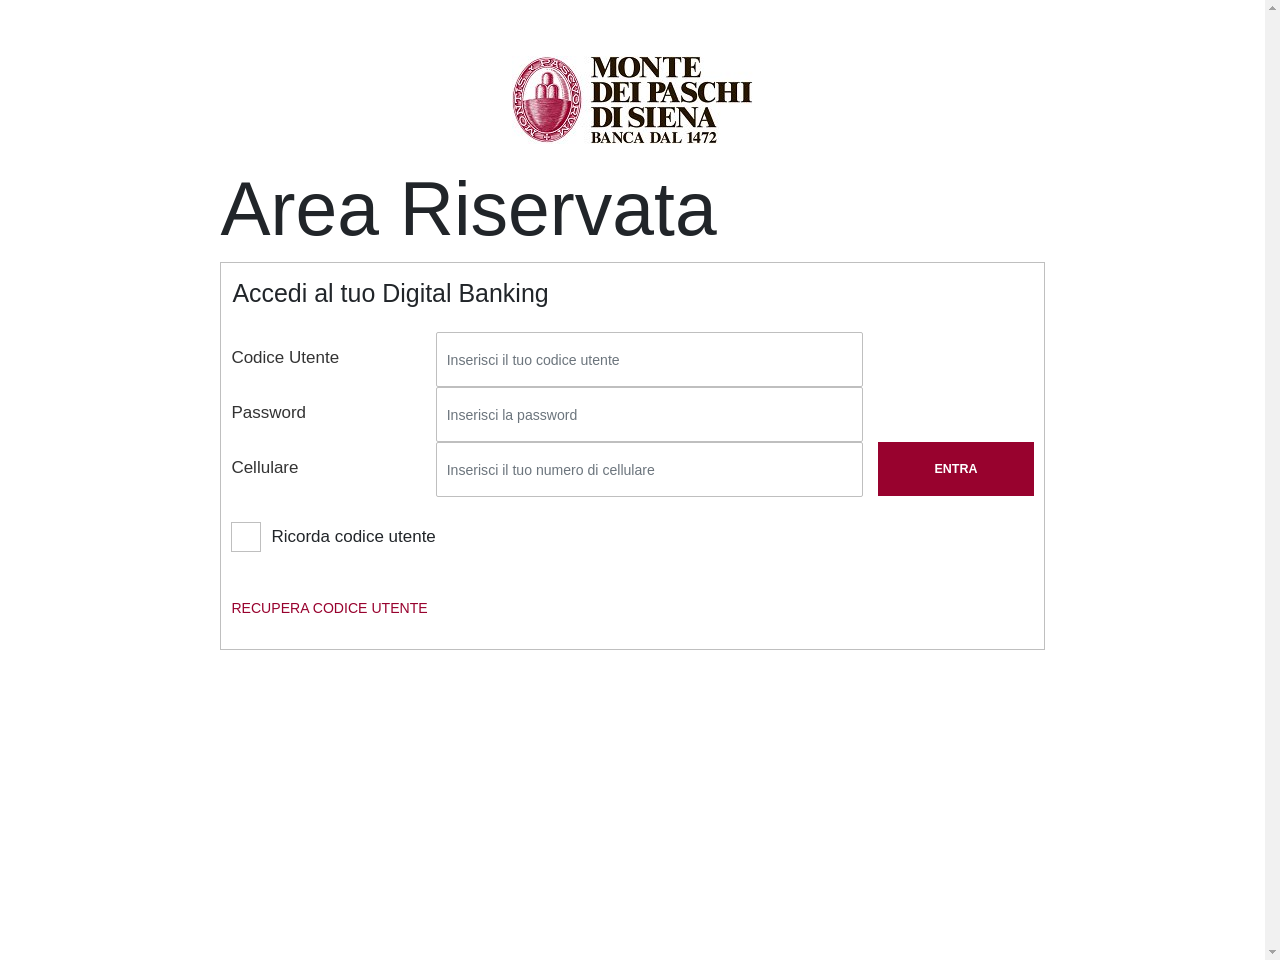 MONTIS PASCUORUM
MONTE
DEI PASCHI
DI SIENA
BANCA DAL 1472
Area Riservata
Accedi al tuo Digital Banking
Codice Utente
Inserisci il tuo codice utente
Password
Inserisci la password
Cellulare
Inserisci il tuo numero di cellulare
ENTRA
Ricorda codice utente
RECUPERA CODICE UTENTE